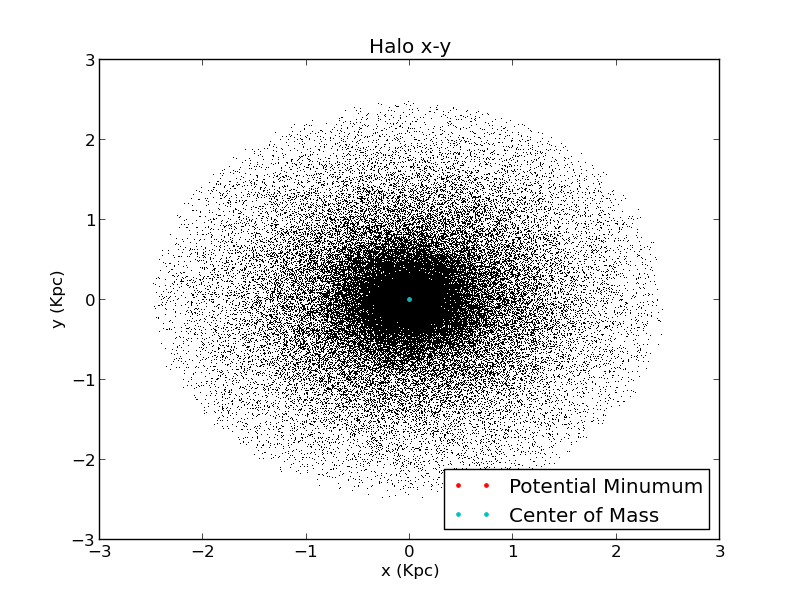 Halo x-y
3
2
1
0
−1
−2
−3
y (Kpc)
Potential Minumum
Center of Mass
−3 −2 −1 0 1 2 3
x (Kpc)